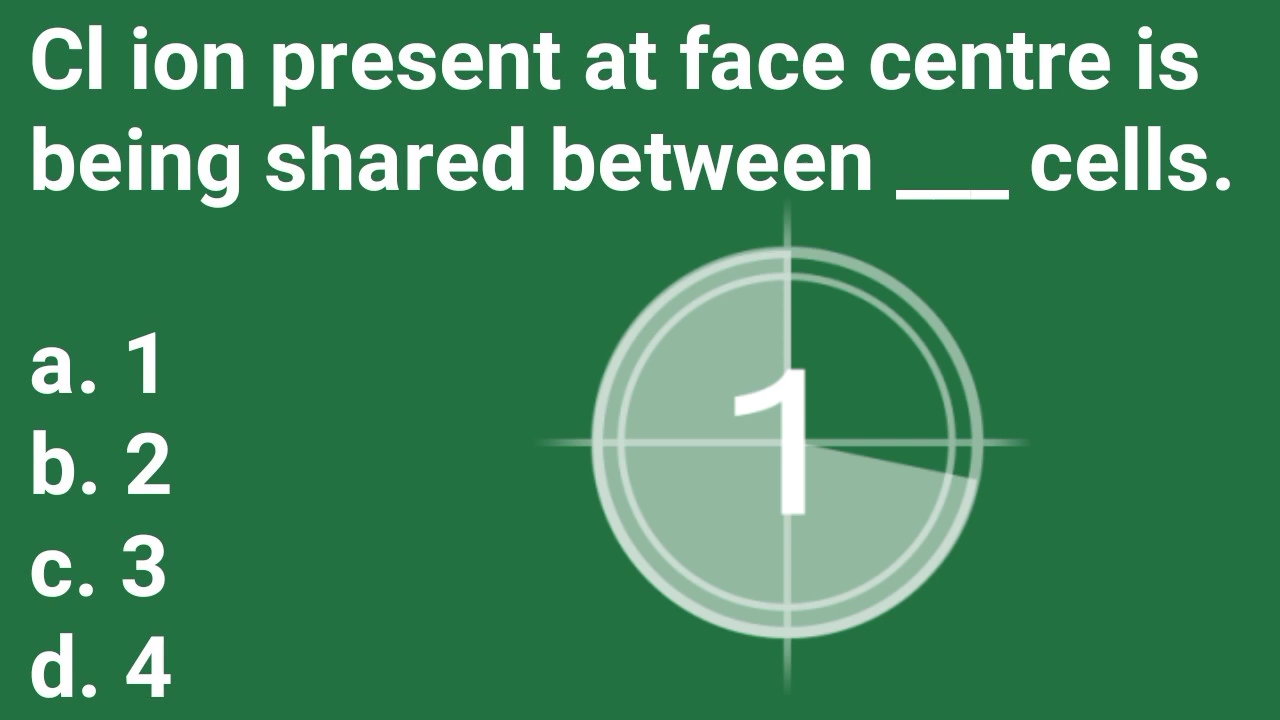 Cl ion present at face centre is
being shared between ___ cells.
a. 1
b. 2
c. 3
d. 4
1